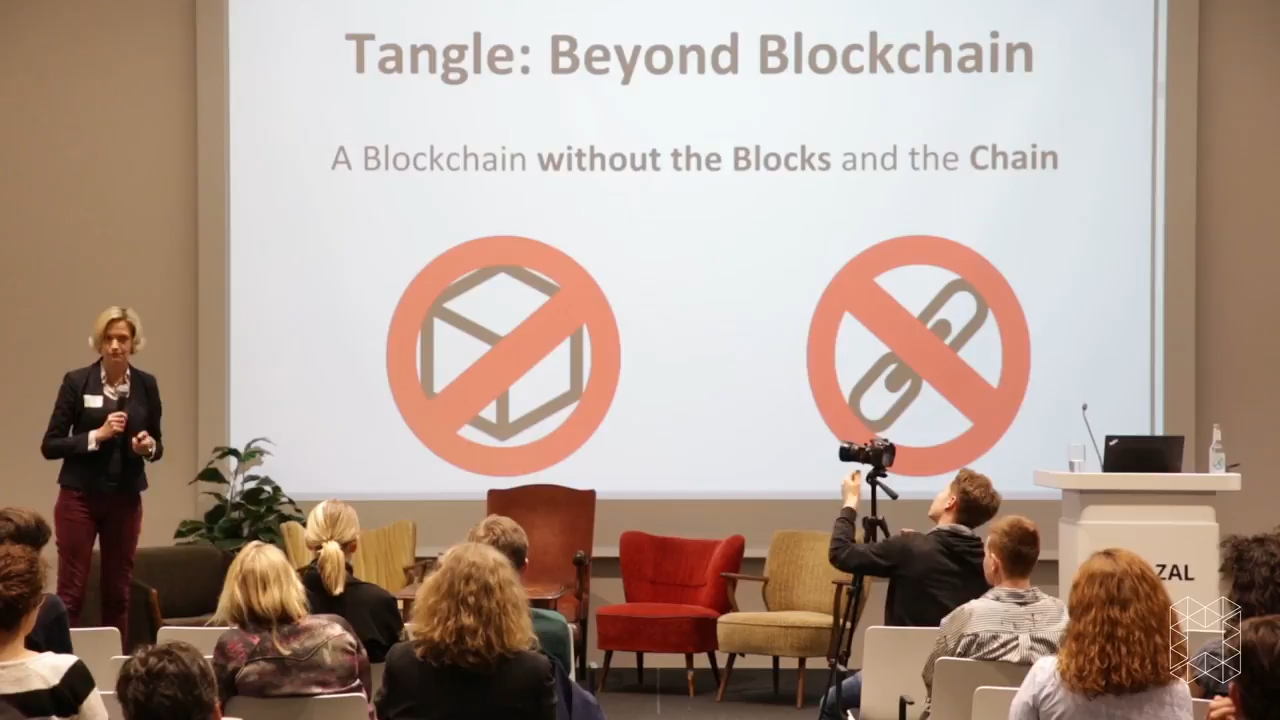 Tangle: Beyond Blockchain
A Blockchain without the Blocks and the Chain
ZAL